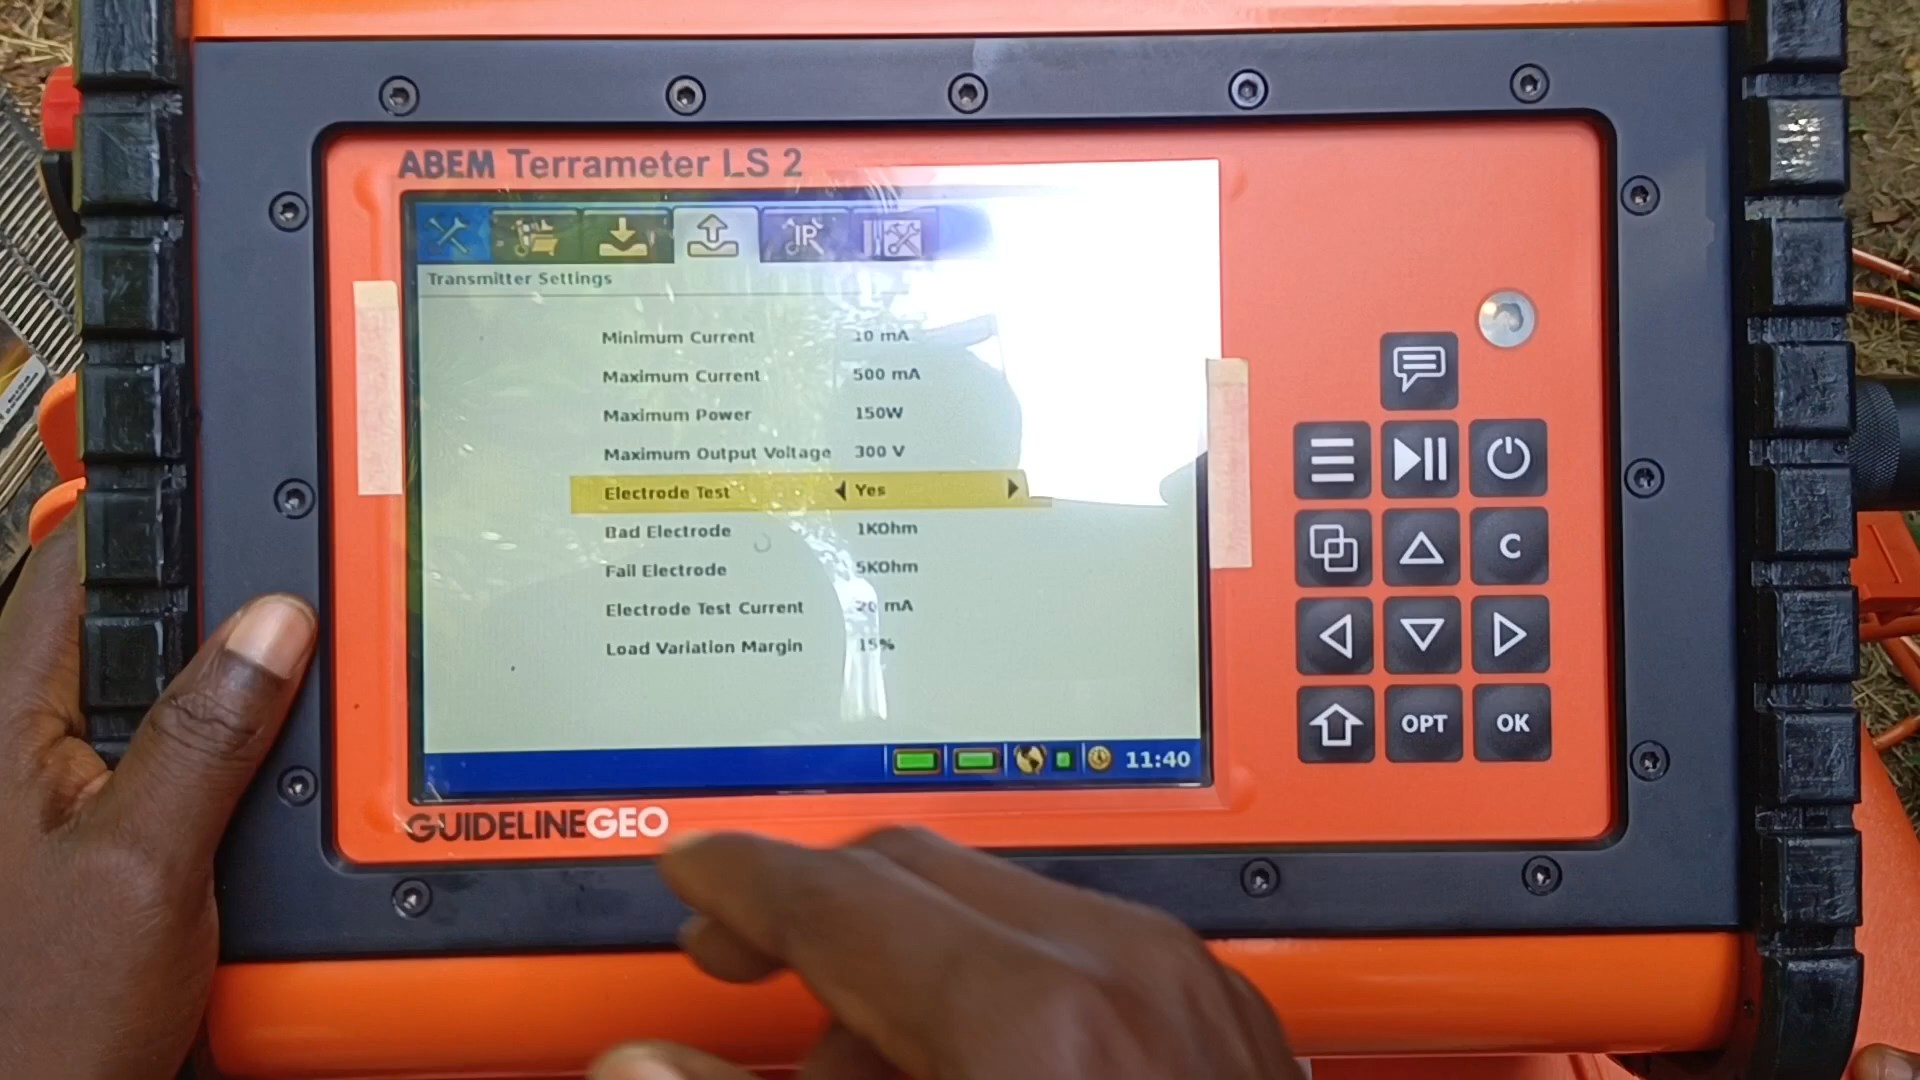 ABEM Terrameter LS 2
IP
Transmitter Settings
Minimum Current 10 mA
Maximum Current 500 mA
Maximum Power 150W
Maximum Output Voltage 300 V
Electrode Test Yes
Bad Electrode 1KOhm
Fail Electrode 5KOhm
Electrode Test Current 20 mA
Load Variation Margin 15%
11:40
GUIDELINEGEO
C
OPT OK